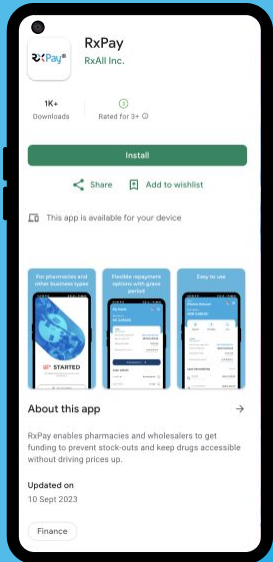 RxPay®
RxPay
RxAll Inc.
1K+
Downloads
3
Rated for 3+
Install
Share
Add to wishlist
This app is available for your device
For pharmacies and
other business types
STARTED
Flexible repayment
options with grace
period
Easy to use
About this app
RxPay enables pharmacies and wholesalers to get
funding to prevent stock-outs and keep drugs accessible
without driving prices up.
Updated on
10 Sept 2023
Finance